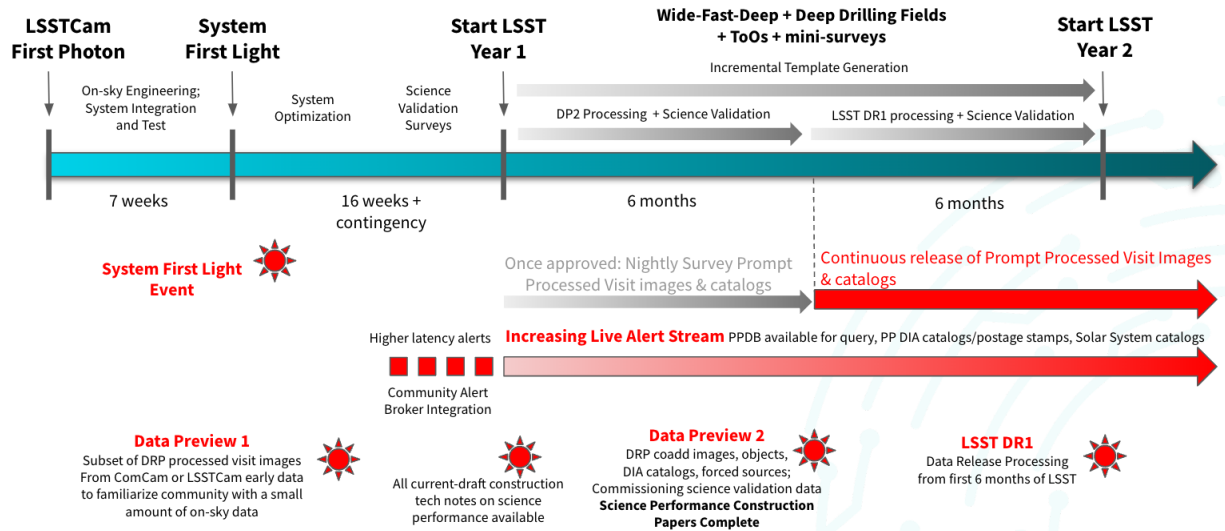 LSSTCam
First Photon
System
First Light
Start LSST
Year 1
Wide-Fast-Deep + Deep Drilling Fields
+ ToOs + mini-surveys
Start LSST
Year 2
On-sky Engineering;
System Integration
and Test
System
Optimization
Science
Validation
Surveys
Incremental Template Generation
DP2 Processing + Science Validation
LSST DR1 processing + Science Validation
7 weeks
16 weeks +
contingency
6 months
6 months
System First Light
Event
Once approved: Nightly Survey Prompt
Processed Visit images & catalogs
Continuous release of Prompt Processed Visit Images
& catalogs
Higher latency alerts
Increasing Live Alert Stream PPDB available for query, PP DIA catalogs/postage stamps, Solar System catalogs
Community Alert
Broker Integration
Data Preview 1
Subset of DRP processed visit images
From ComCam or LSSTCam early data
to familiarize community with a small
amount of on-sky data
All current-draft construction
tech notes on science
performance available
Data Preview 2
DRP coadd images, objects,
DIA catalogs, forced sources;
Commissioning science validation data
Science Performance Construction
Papers Complete
LSST DR1
Data Release Processing
from first 6 months of LSST